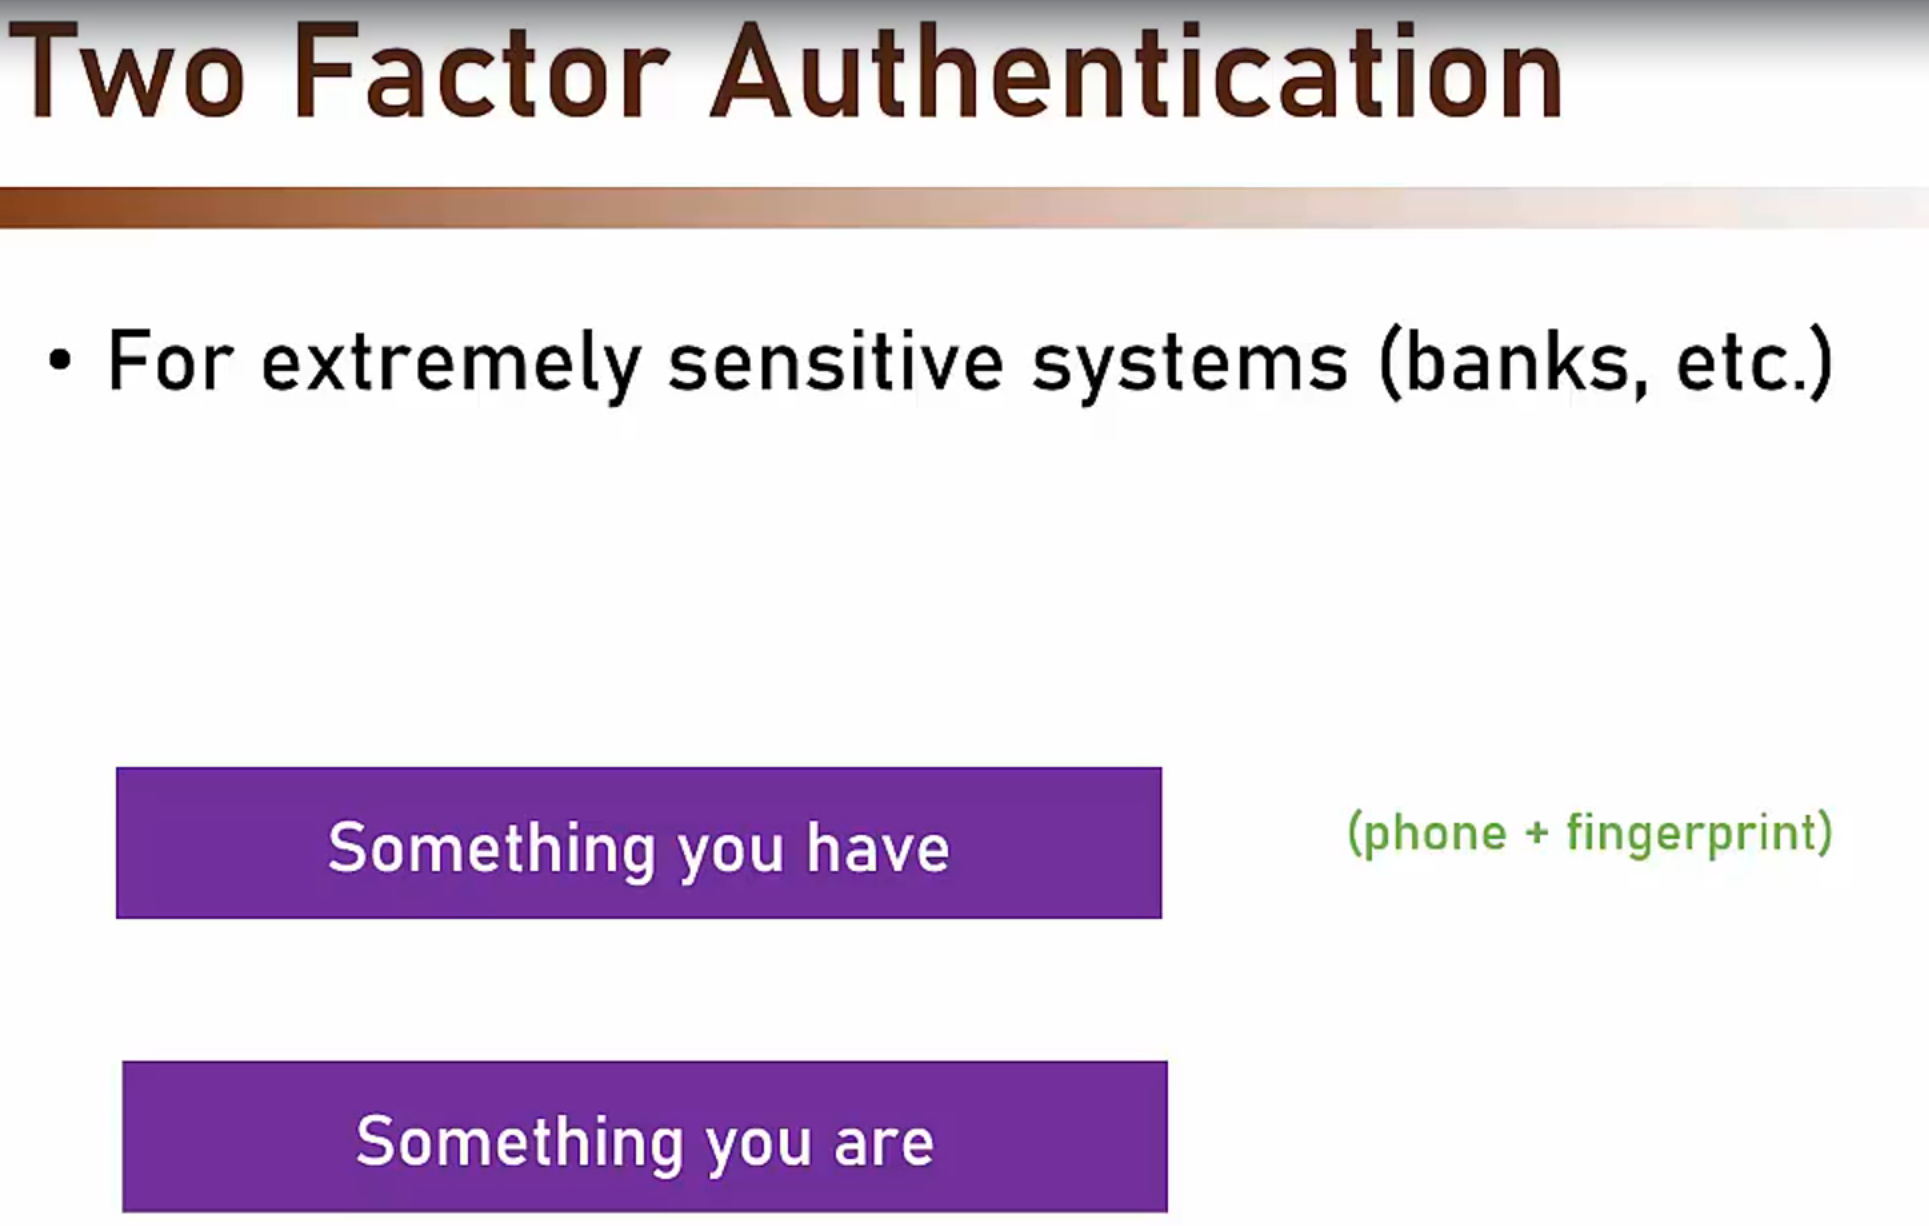 Two Factor Authentication
• For extremely sensitive systems (banks, etc.)
Something you have
(phone + fingerprint)
Something you are